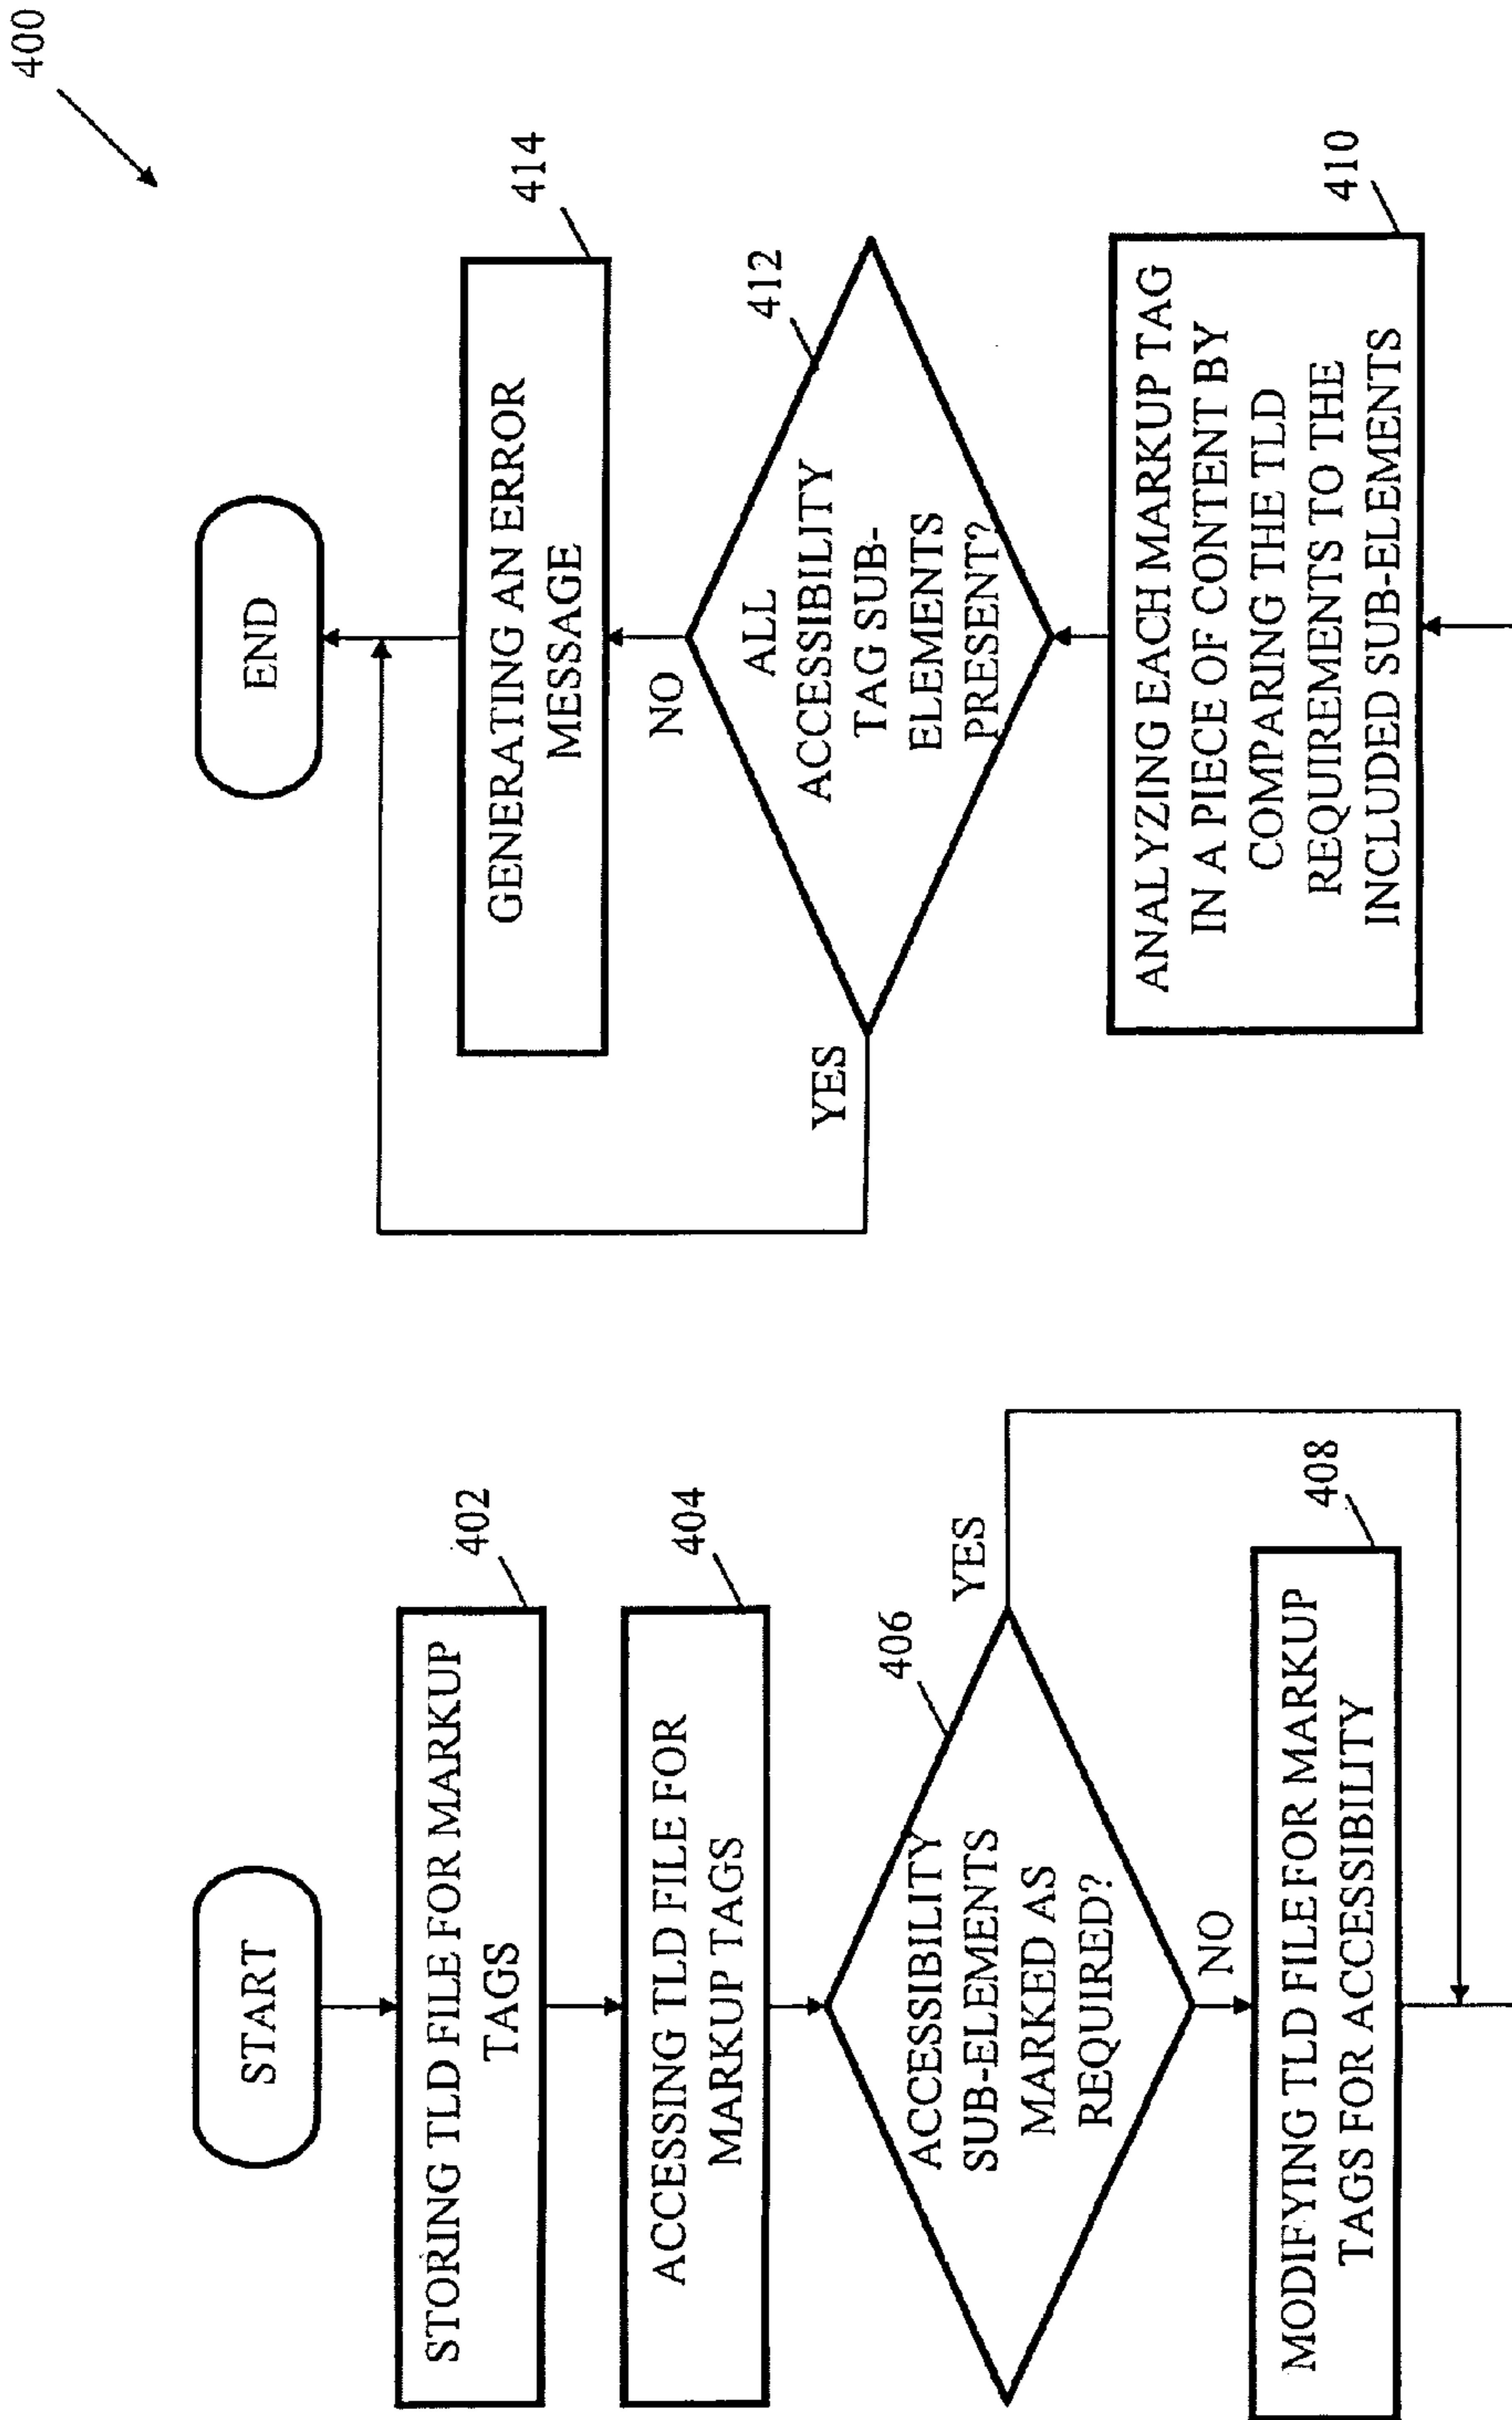 400
START
STORING TLD FILE FOR MARKUP
TAGS
402
ACCESSING TLD FILE FOR
MARKUP TAGS
404
ACCESSIBILITY
SUB-ELEMENTS
MARKED AS
REQUIRED?
406
YES
NO
MODIFYING TLD FILE FOR MARKUP
TAGS FOR ACCESSIBILITY
408
ANALYZING EACH MARKUP TAG
IN A PIECE OF CONTENT BY
COMPARING THE TLD
REQUIREMENTS TO THE
INCLUDED SUB-ELEMENTS
410
ALL
ACCESSIBILITY
TAG SUB-
ELEMENTS
PRESENT?
412
YES
NO
GENERATING AN ERROR
MESSAGE
414
END